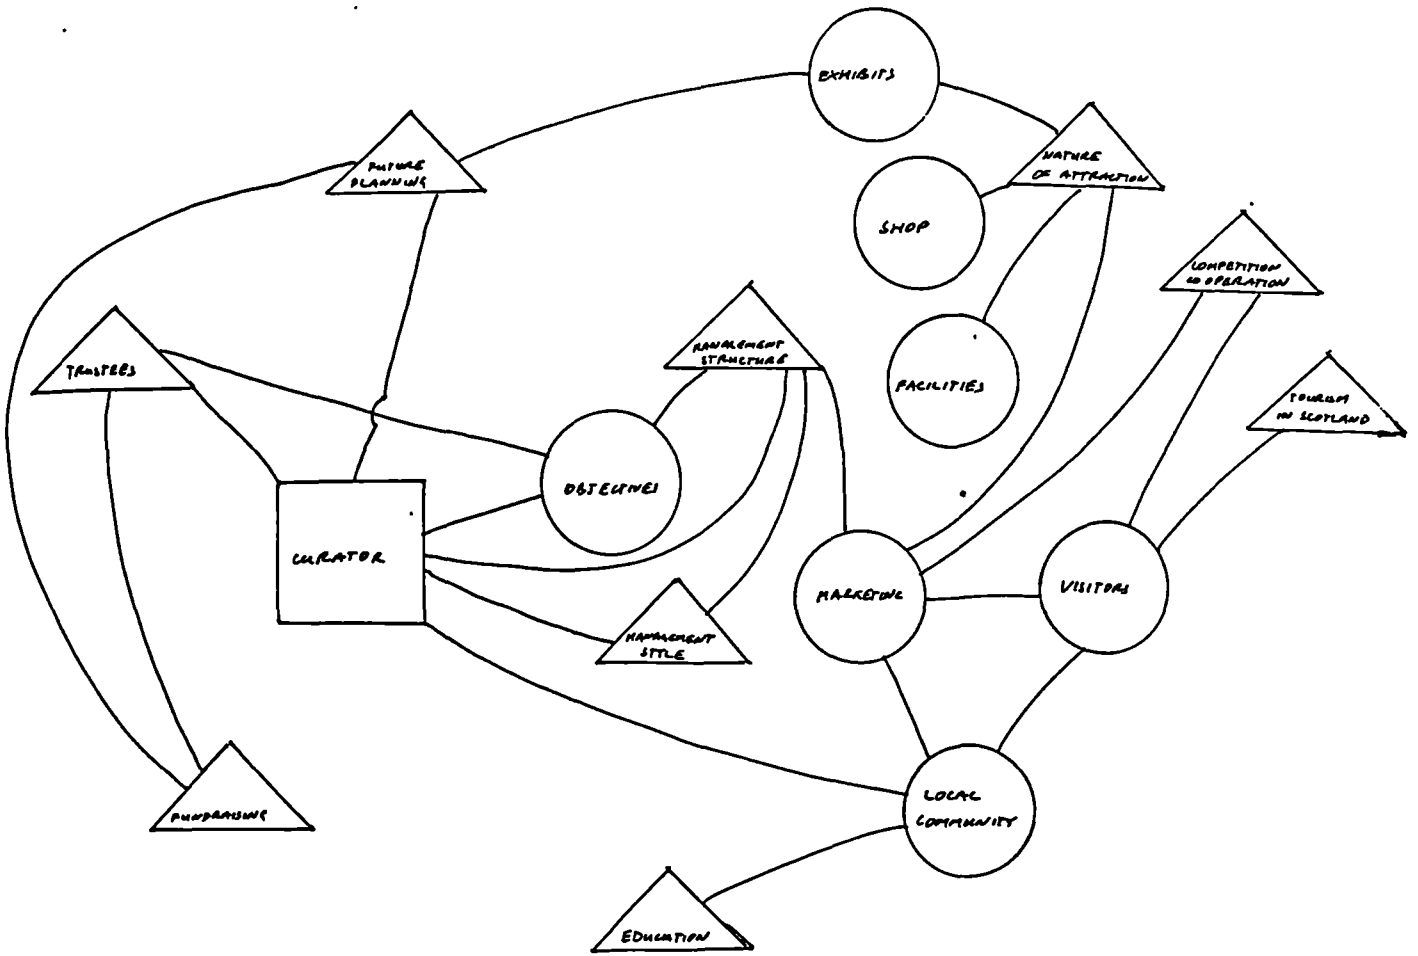 EXHIBITS
FUTURE
PLANNING
NATURE
OF ATTRACTION
SHOP
COMPETITION
CO OPERATION
TRUSTEES
MANAGEMENT
STRUCTURE
FACILITIES
TOURISM
IN SCOTLAND
OBJECTIVES
CURATOR
MARKETING
VISITORS
MANAGEMENT
STYLE
LOCAL
COMMUNITY
FUNDRAISING
EDUCATION